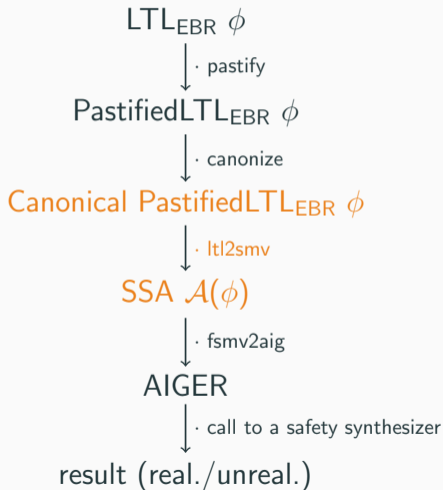 LTL_EBR ϕ
· pastify
PastifiedLTL_EBR ϕ
· canonize
Canonical PastifiedLTL_EBR ϕ
· ltl2smv
SSA 𝒜(ϕ)
· fsmv2aig
AIGER
· call to a safety synthesizer
result (real./unreal.)